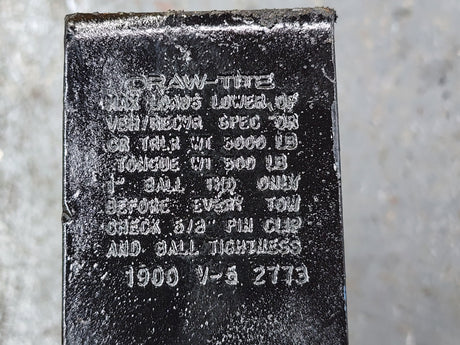 DRAW-TITE
MAX LOADS LOWER OF
VEH/RECVR SPEC OR
GR TRLR WT 5000 LB
TONGUE WT 500 LB
1" BALL THD ONLY
BEFORE EVERY TOW
CHECK 5/8 PIN CLIP
AND BALL TIGHTNESS
1900 V-5 2773